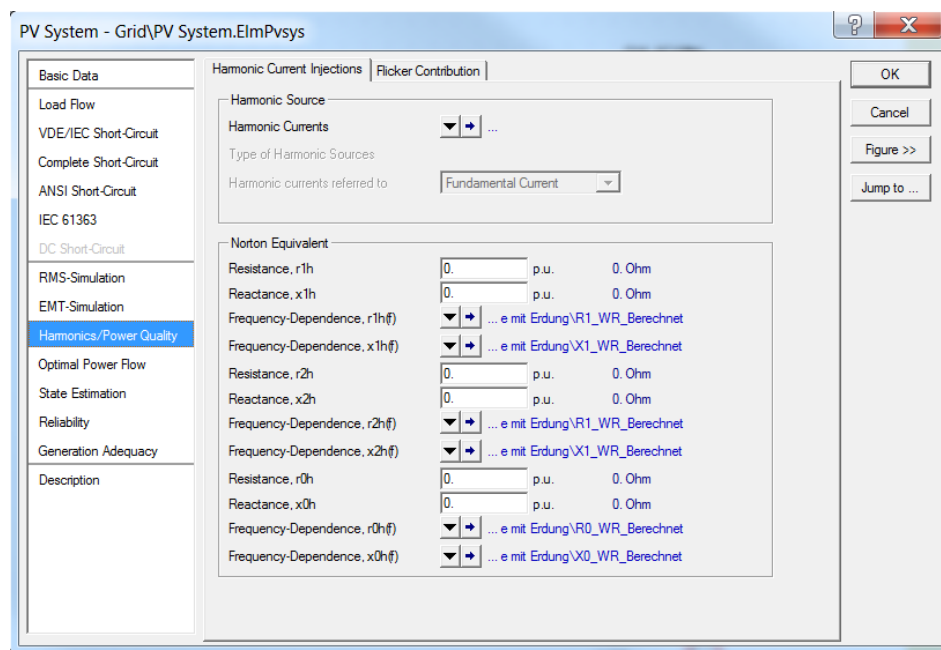 PV System - Grid\PV System.ElmPvsys
Basic Data
Load Flow
VDE/IEC Short-Circuit
Complete Short-Circuit
ANSI Short-Circuit
IEC 61363
DC Short-Circuit
RMS-Simulation
EMT-Simulation
Harmonics/Power Quality
Optimal Power Flow
State Estimation
Reliability
Generation Adequacy
Description
Harmonic Current Injections Flicker Contribution
Harmonic Source
Harmonic Currents ...
Type of Harmonic Sources
Harmonic currents referred to Fundamental Current
Norton Equivalent
Resistance, r1h 0. p.u. 0. Ohm
Reactance, x1h 0. p.u. 0. Ohm
Frequency-Dependence, r1h(f) ... e mit Erdung\R1_WR_Berechnet
Frequency-Dependence, x1h(f) ... e mit Erdung\X1_WR_Berechnet
Resistance, r2h 0. p.u. 0. Ohm
Reactance, x2h 0. p.u. 0. Ohm
Frequency-Dependence, r2h(f) ... e mit Erdung\R1_WR_Berechnet
Frequency-Dependence, x2h(f) ... e mit Erdung\X1_WR_Berechnet
Resistance, r0h 0. p.u. 0. Ohm
Reactance, x0h 0. p.u. 0. Ohm
Frequency-Dependence, r0h(f) ... e mit Erdung\R0_WR_Berechnet
Frequency-Dependence, x0h(f) ... e mit Erdung\X0_WR_Berechnet
OK
Cancel
Figure >>
Jump to ...